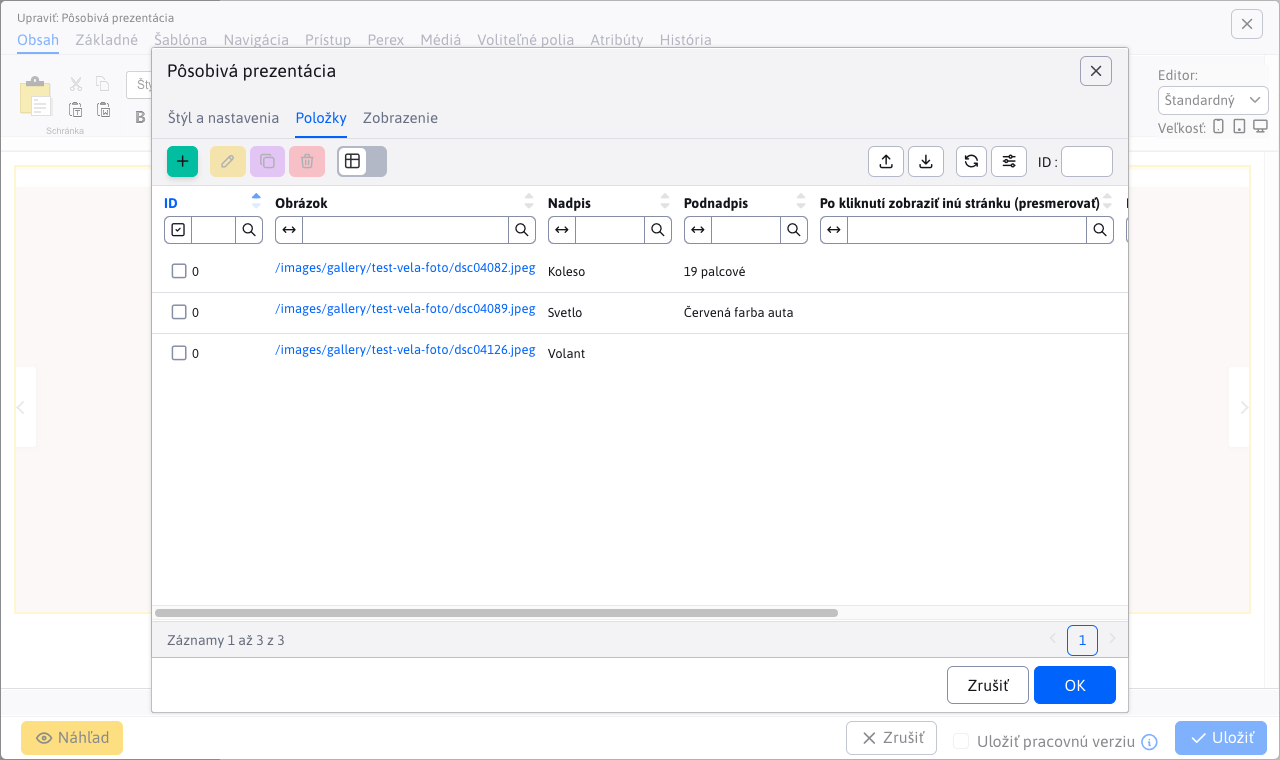 Upraviť: Pôsobivá prezentácia
Obsah Základné Šablóna Navigácia Prístup Perex Médiá Voliteľné polia Atribúty História
Schránka
B
Editor:
Štandardný
Veľkosť:
Pôsobivá prezentácia
Štýl a nastavenia Položky Zobrazenie
ID :
ID Obrázok Nadpis Podnadpis Po kliknutí zobraziť inú stránku (presmerovať)
0 /images/gallery/test-vela-foto/dsc04082.jpeg Koleso 19 palcové
0 /images/gallery/test-vela-foto/dsc04089.jpeg Svetlo Červená farba auta
0 /images/gallery/test-vela-foto/dsc04126.jpeg Volant
Záznamy 1 až 3 z 3 1
Zrušiť OK
Náhľad Zrušiť Uložiť pracovnú verziu Uložiť